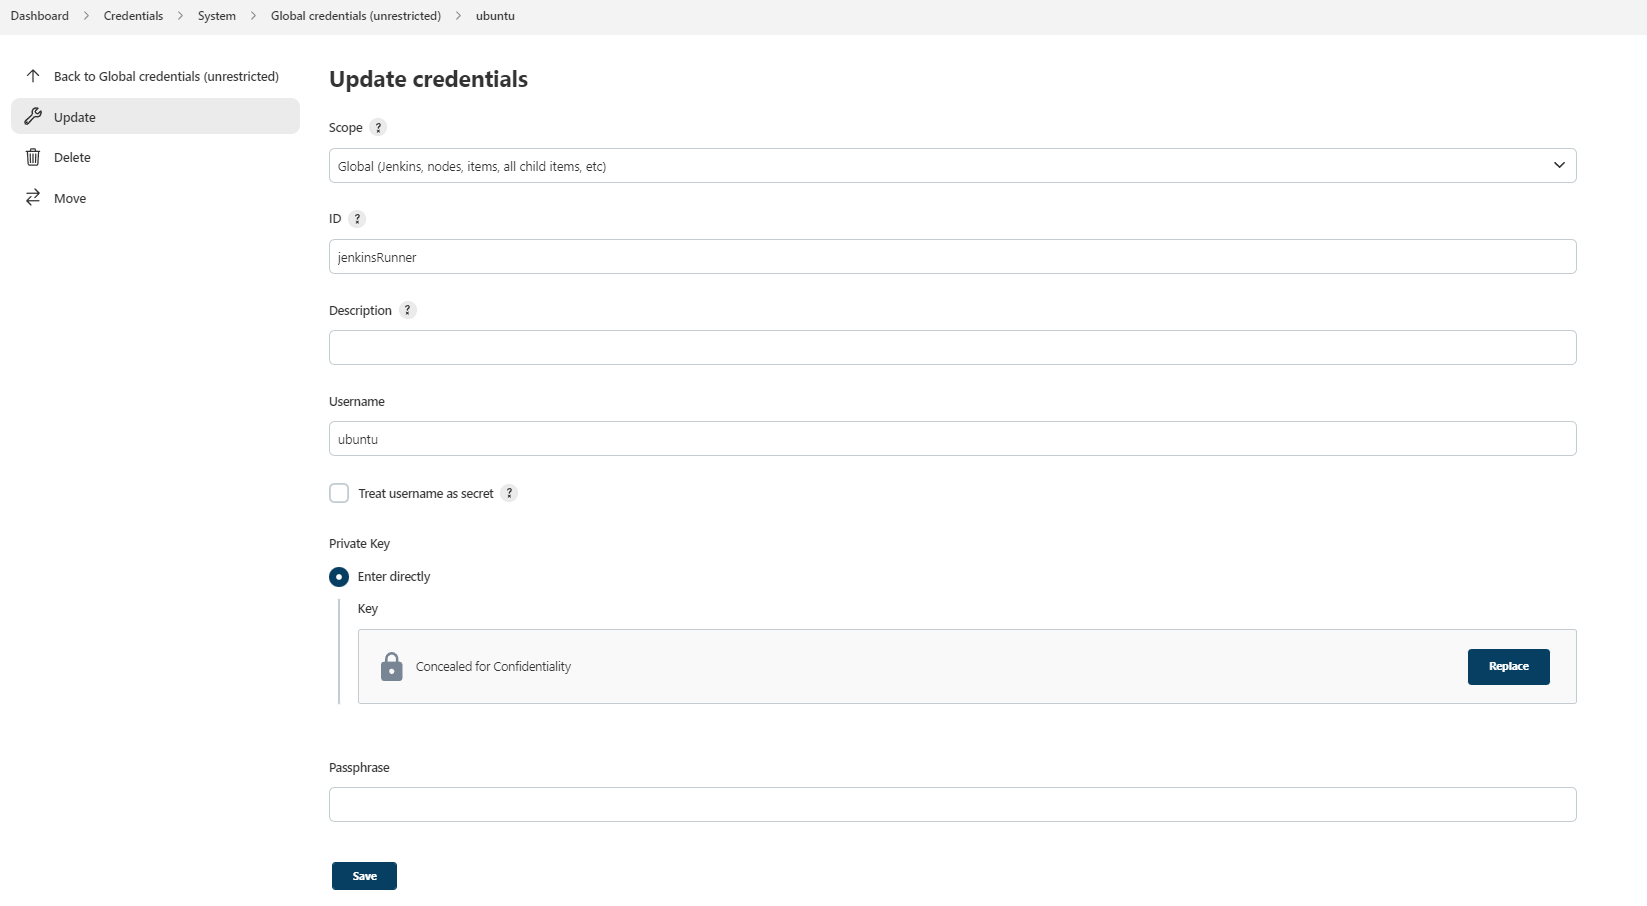 Dashboard > Credentials > System > Global credentials (unrestricted) > ubuntu
Back to Global credentials (unrestricted)
Update
Delete
Move
Update credentials
Scope ?
Global (Jenkins, nodes, items, all child items, etc)
ID ?
jenkinsRunner
Description ?
Username
ubuntu
Treat username as secret ?
Private Key
Enter directly
Key
Concealed for Confidentiality
Replace
Passphrase
Save